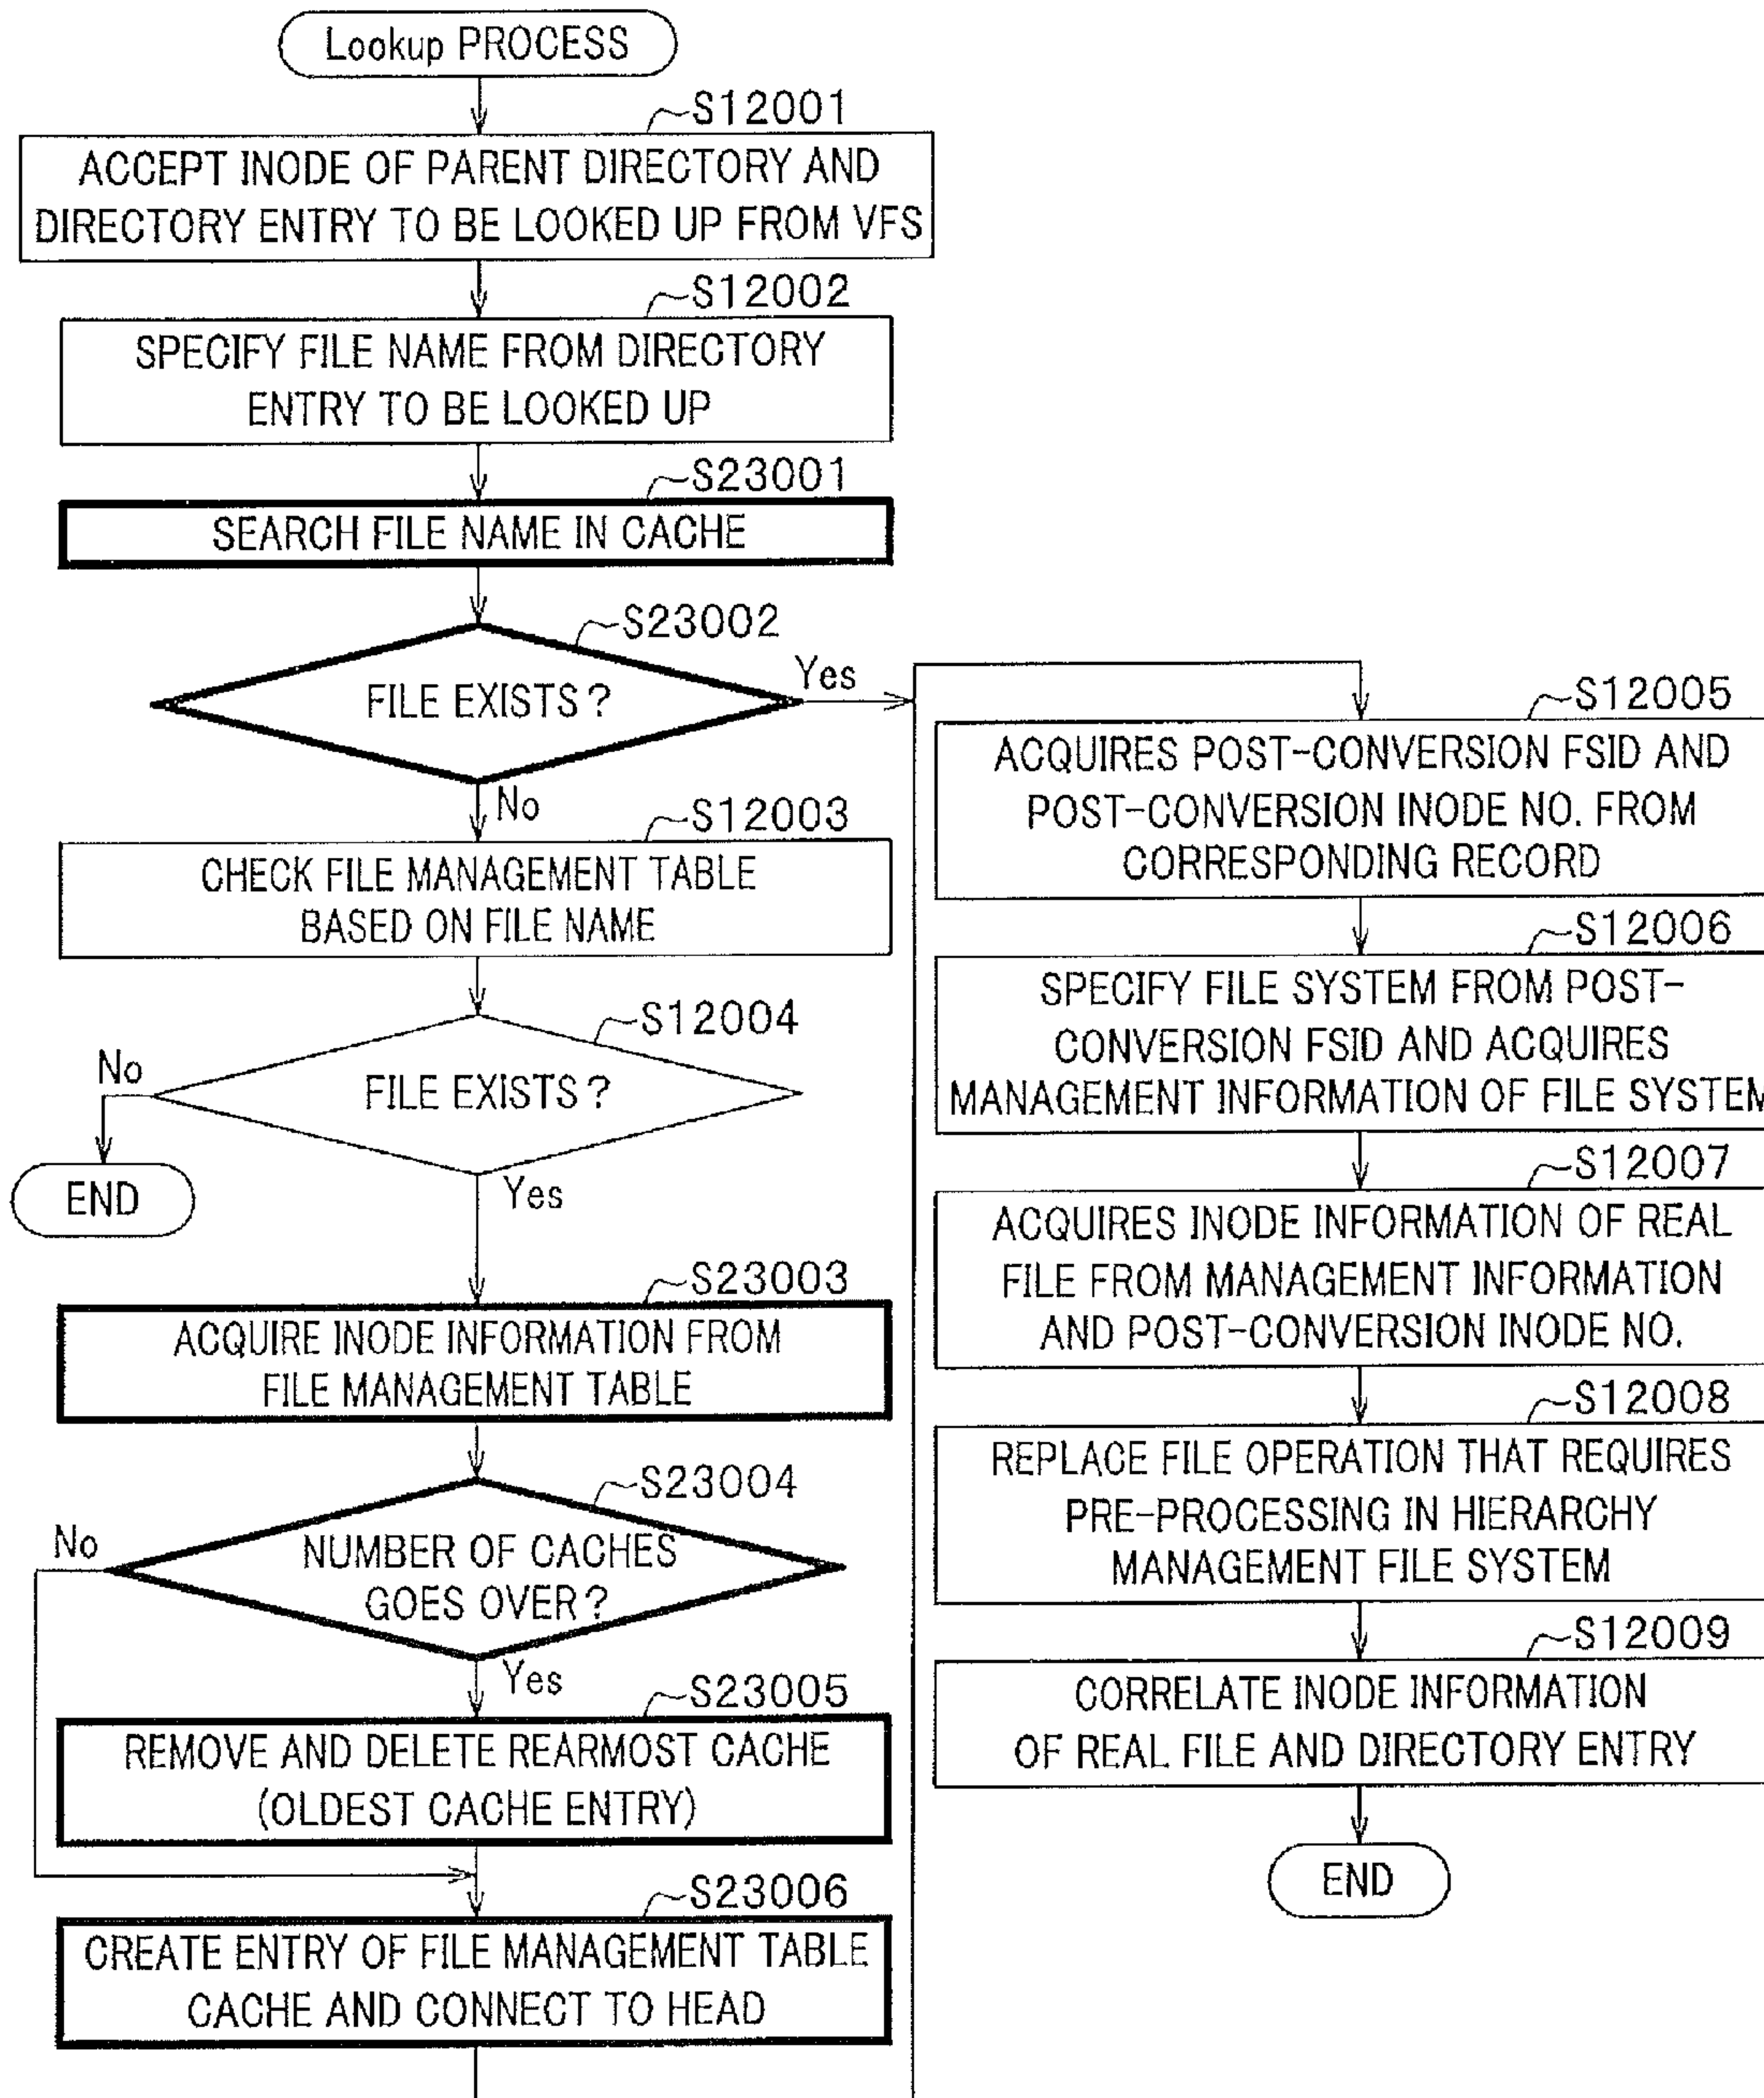 Lookup PROCESS
S12001
ACCEPT INODE OF PARENT DIRECTORY AND
DIRECTORY ENTRY TO BE LOOKED UP FROM VFS
S12002
SPECIFY FILE NAME FROM DIRECTORY
ENTRY TO BE LOOKED UP
S23001
SEARCH FILE NAME IN CACHE
S23002
FILE EXISTS?
Yes
No
S12003
CHECK FILE MANAGEMENT TABLE
BASED ON FILE NAME
S12004
FILE EXISTS?
No
END
Yes
S23003
ACQUIRE INODE INFORMATION FROM
FILE MANAGEMENT TABLE
S23004
NUMBER OF CACHES
GOES OVER?
No
Yes
S23005
REMOVE AND DELETE REARMOST CACHE
(OLDEST CACHE ENTRY)
S23006
CREATE ENTRY OF FILE MANAGEMENT TABLE
CACHE AND CONNECT TO HEAD
S12005
ACQUIRES POST-CONVERSION FSID AND
POST-CONVERSION INODE NO. FROM
CORRESPONDING RECORD
S12006
SPECIFY FILE SYSTEM FROM POST-
CONVERSION FSID AND ACQUIRES
MANAGEMENT INFORMATION OF FILE SYSTEM
S12007
ACQUIRES INODE INFORMATION OF REAL
FILE FROM MANAGEMENT INFORMATION
AND POST-CONVERSION INODE NO.
S12008
REPLACE FILE OPERATION THAT REQUIRES
PRE-PROCESSING IN HIERARCHY
MANAGEMENT FILE SYSTEM
S12009
CORRELATE INODE INFORMATION
OF REAL FILE AND DIRECTORY ENTRY
END